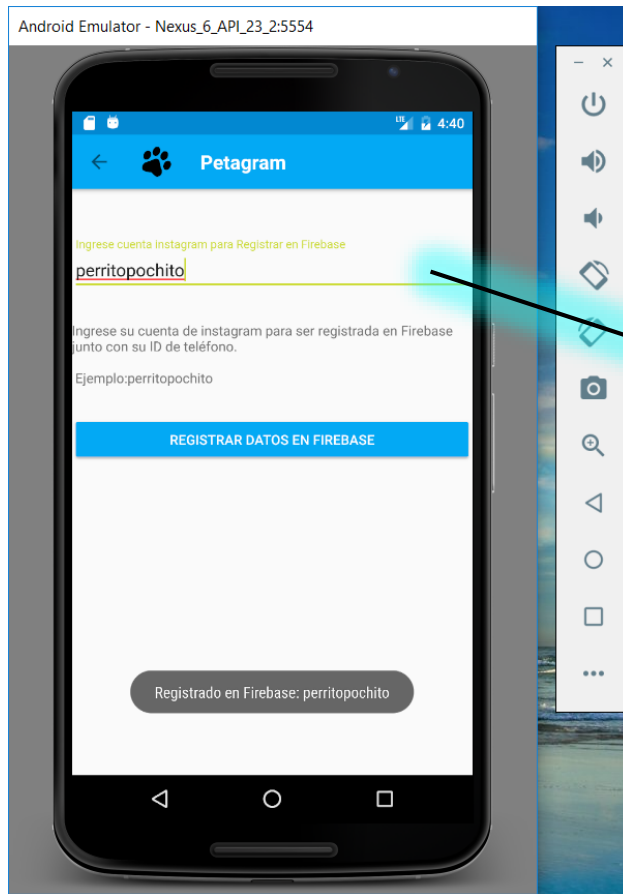 Android Emulator - Nexus_6_API_23_2:5554
LTE 4:40
Petagram
Ingrese cuenta Instagram para Registrar en Firebase
perritopochito
Ingrese su cuenta de instagram para ser registrada en Firebase
junto con su ID de teléfono.
Ejemplo:perritopochito
REGISTRAR DATOS EN FIREBASE
Registrado en Firebase: perritopochito